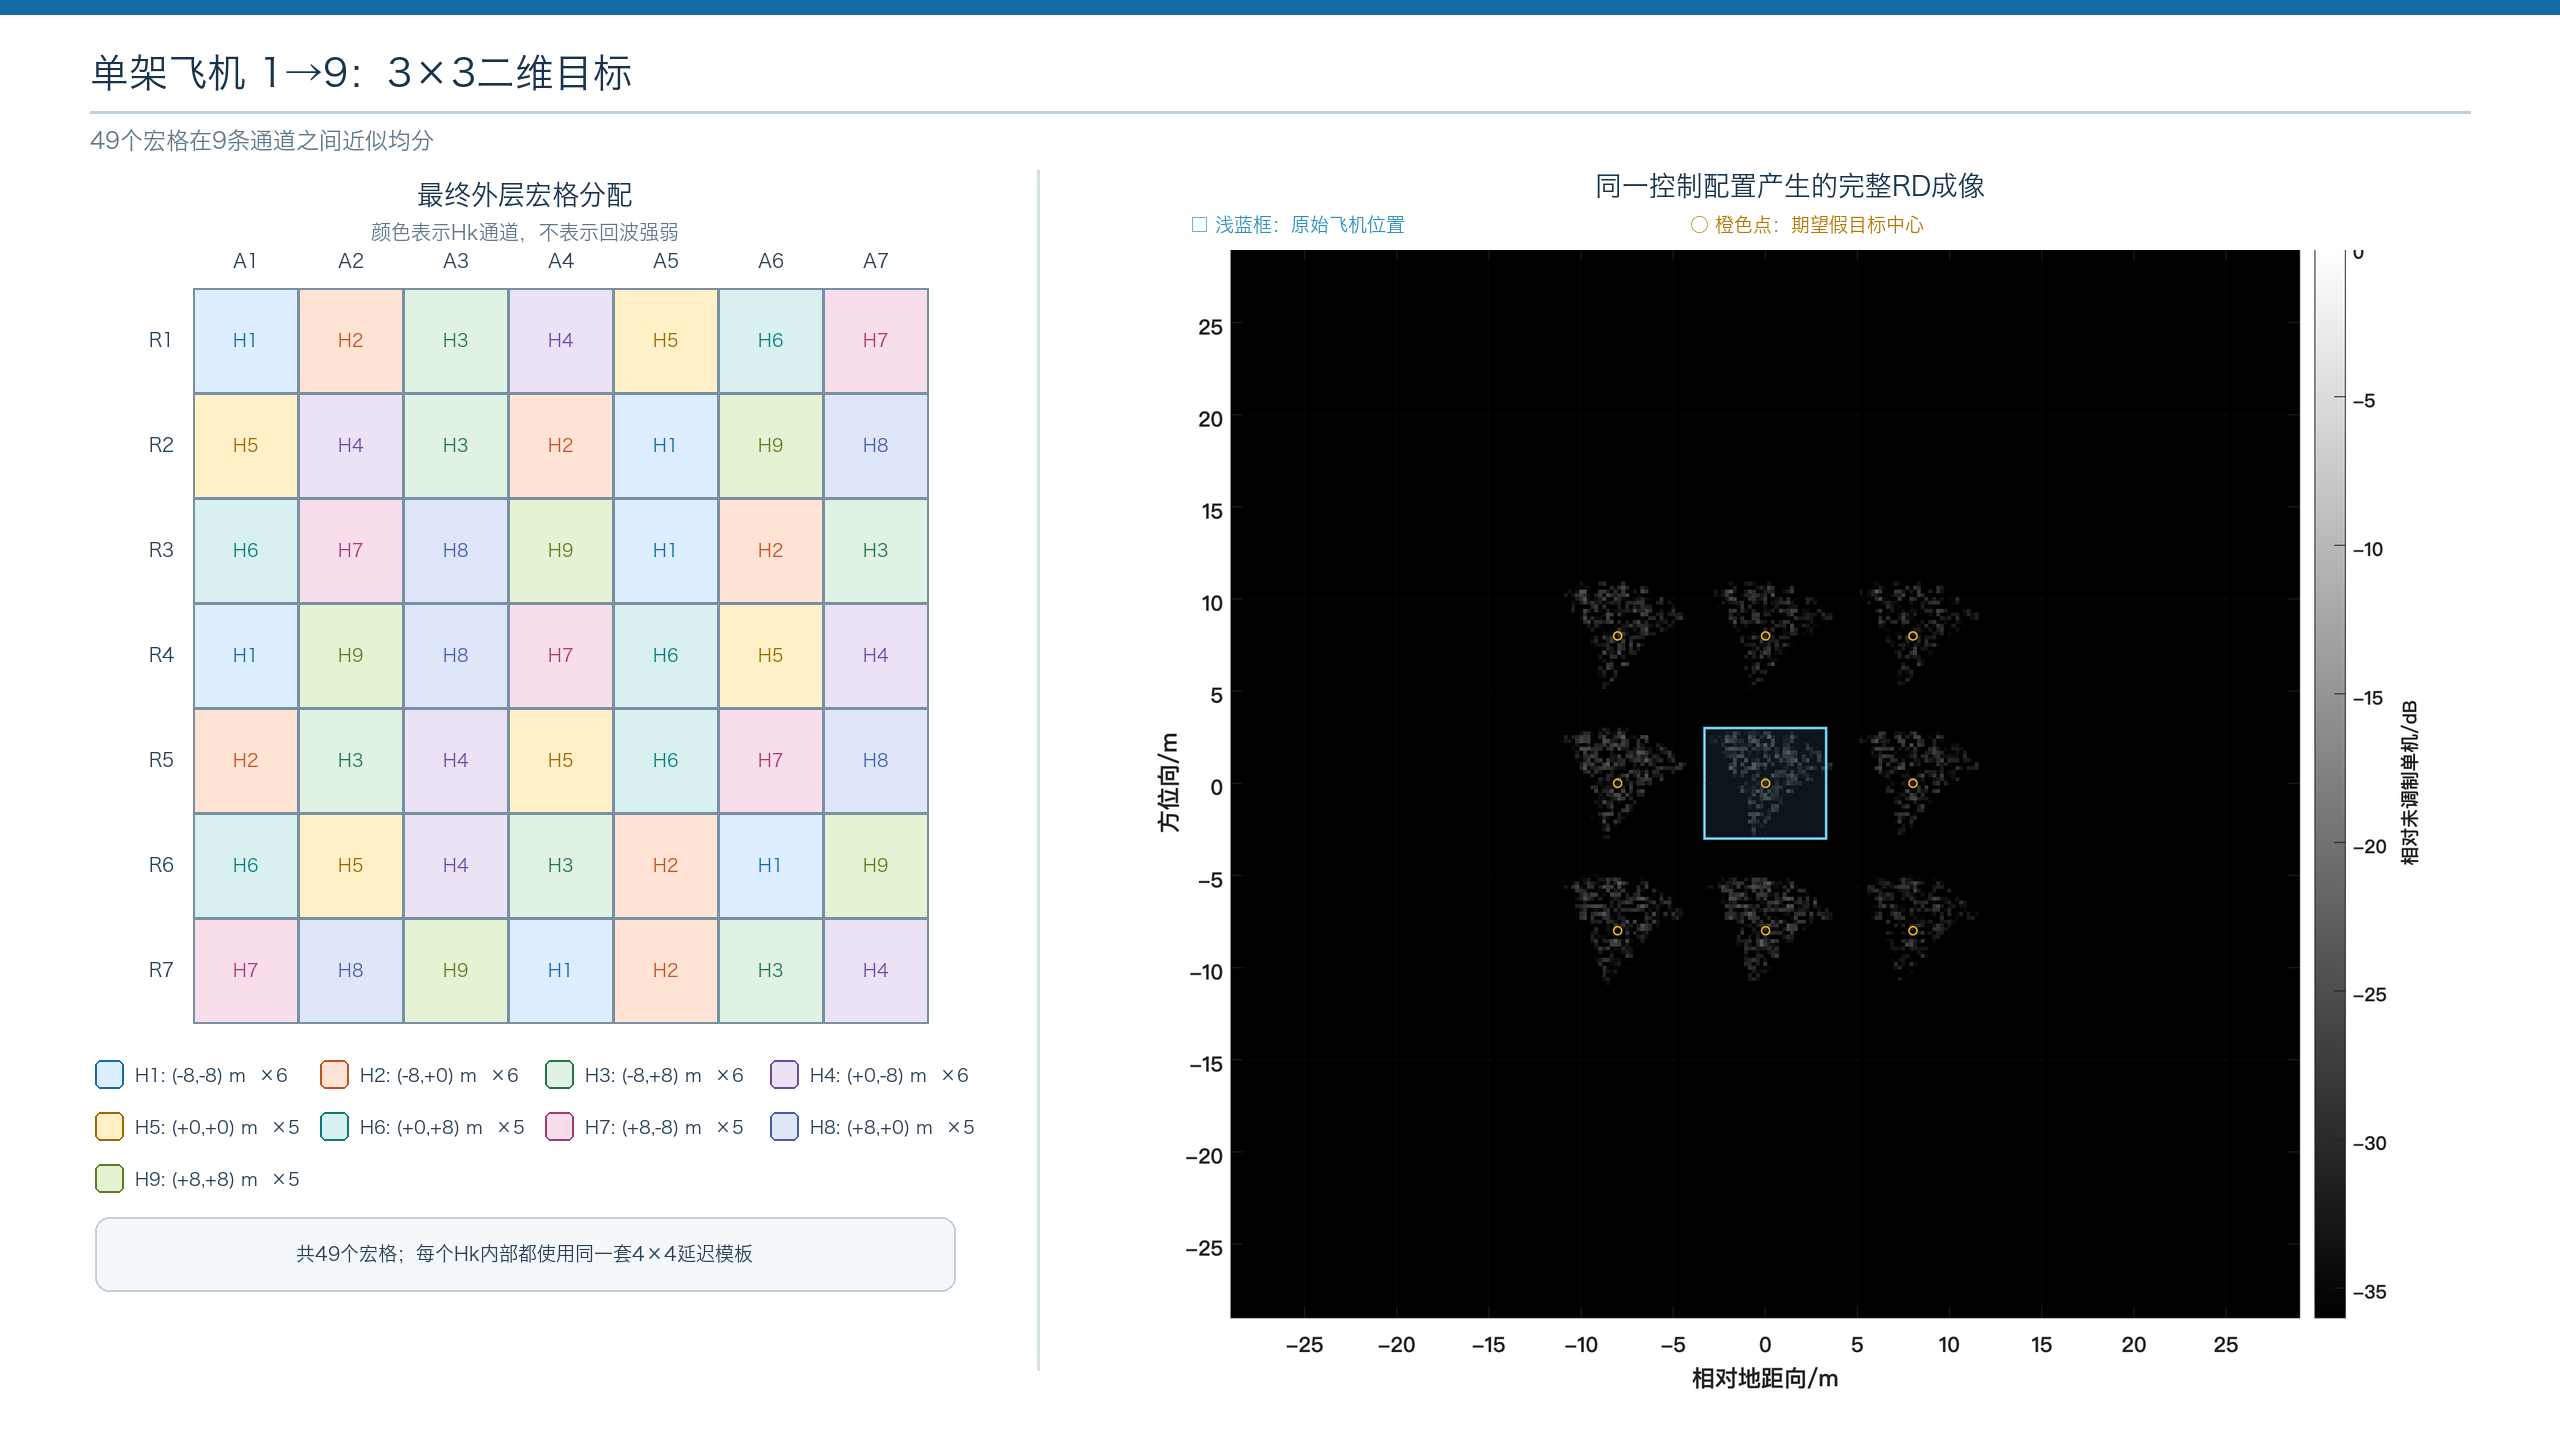 单架飞机 1→9：3×3二维目标
49个宏格在9条通道之间近似均分
最终外层宏格分配
颜色表示Hk通道，不表示回波强弱
A1 A2 A3 A4 A5 A6 A7
R1 H1 H2 H3 H4 H5 H6 H7
R2 H5 H4 H3 H2 H1 H9 H8
R3 H6 H7 H8 H9 H1 H2 H3
R4 H1 H9 H8 H7 H6 H5 H4
R5 H2 H3 H4 H5 H6 H7 H8
R6 H6 H5 H4 H3 H2 H1 H9
R7 H7 H8 H9 H1 H2 H3 H4
H1: (-8,-8) m ×6 H2: (-8,+0) m ×6 H3: (-8,+8) m ×6 H4: (+0,-8) m ×6
H5: (+0,+0) m ×5 H6: (+0,+8) m ×5 H7: (+8,-8) m ×5 H8: (+8,+0) m ×5
H9: (+8,+8) m ×5
共49个宏格；每个Hk内部都使用同一套4×4延迟模板
同一控制配置产生的完整RD成像
□ 浅蓝框：原始飞机位置
○ 橙色点：期望假目标中心
方位向/m
25
20
15
10
5
0
−5
−10
−15
−20
−25
−25 −20 −15 −10 −5 0 5 10 15 20 25
相对地距向/m
0
−5
−10
−15
−20
−25
−30
−35
相对未调制单机/dB